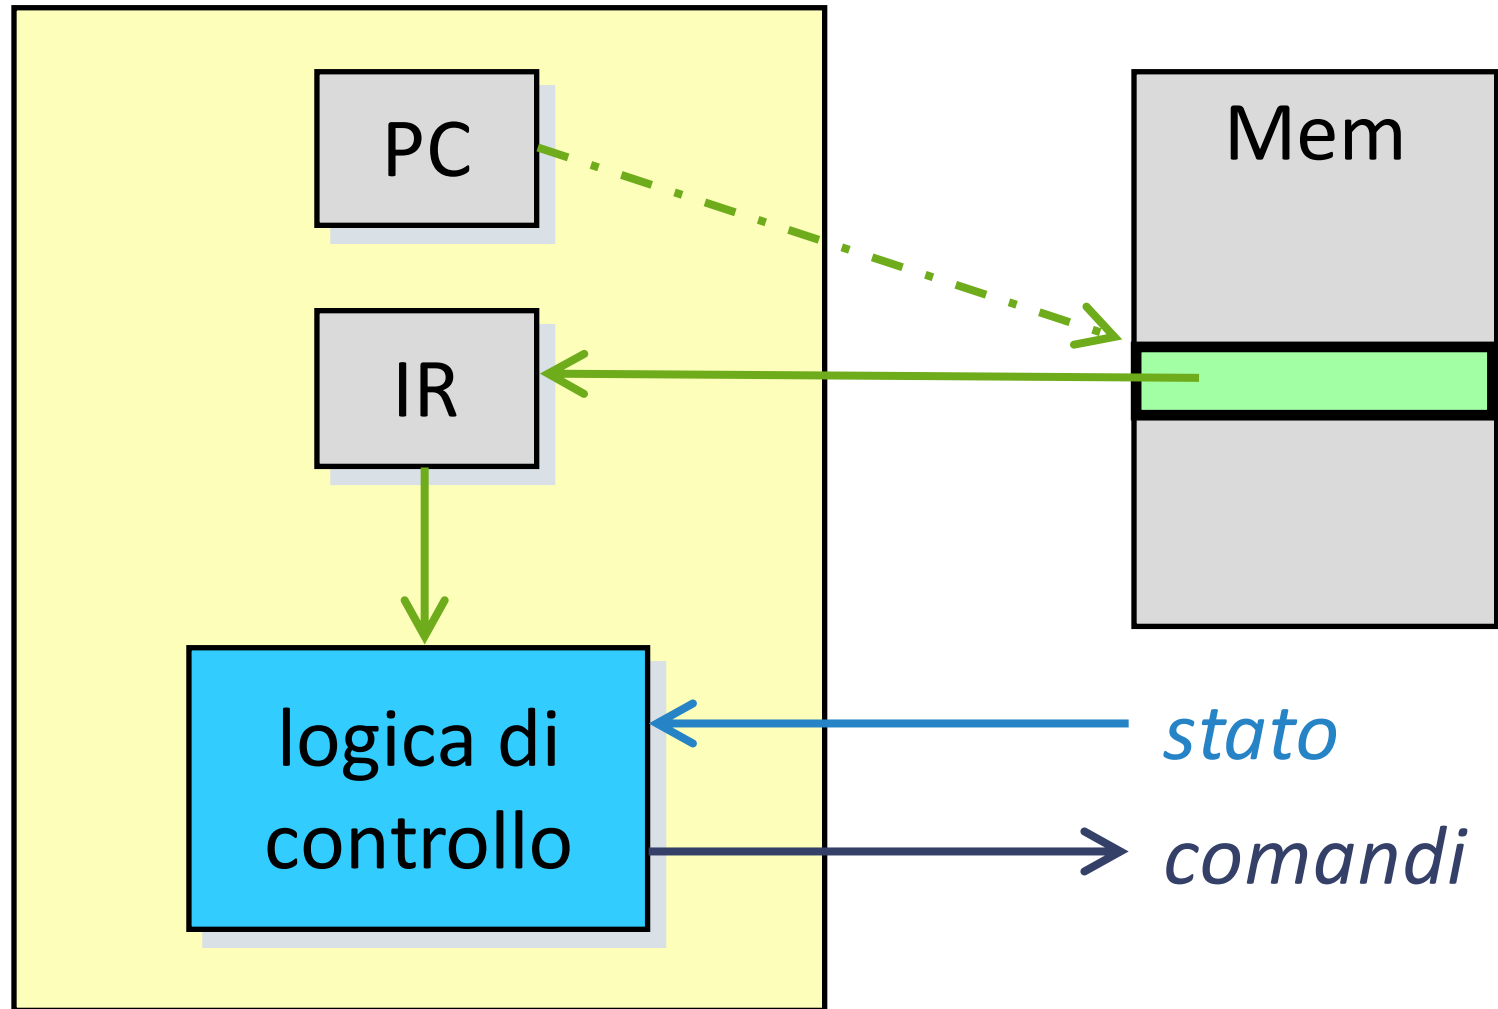 PC
Mem
IR
logica di
controllo
stato
comandi